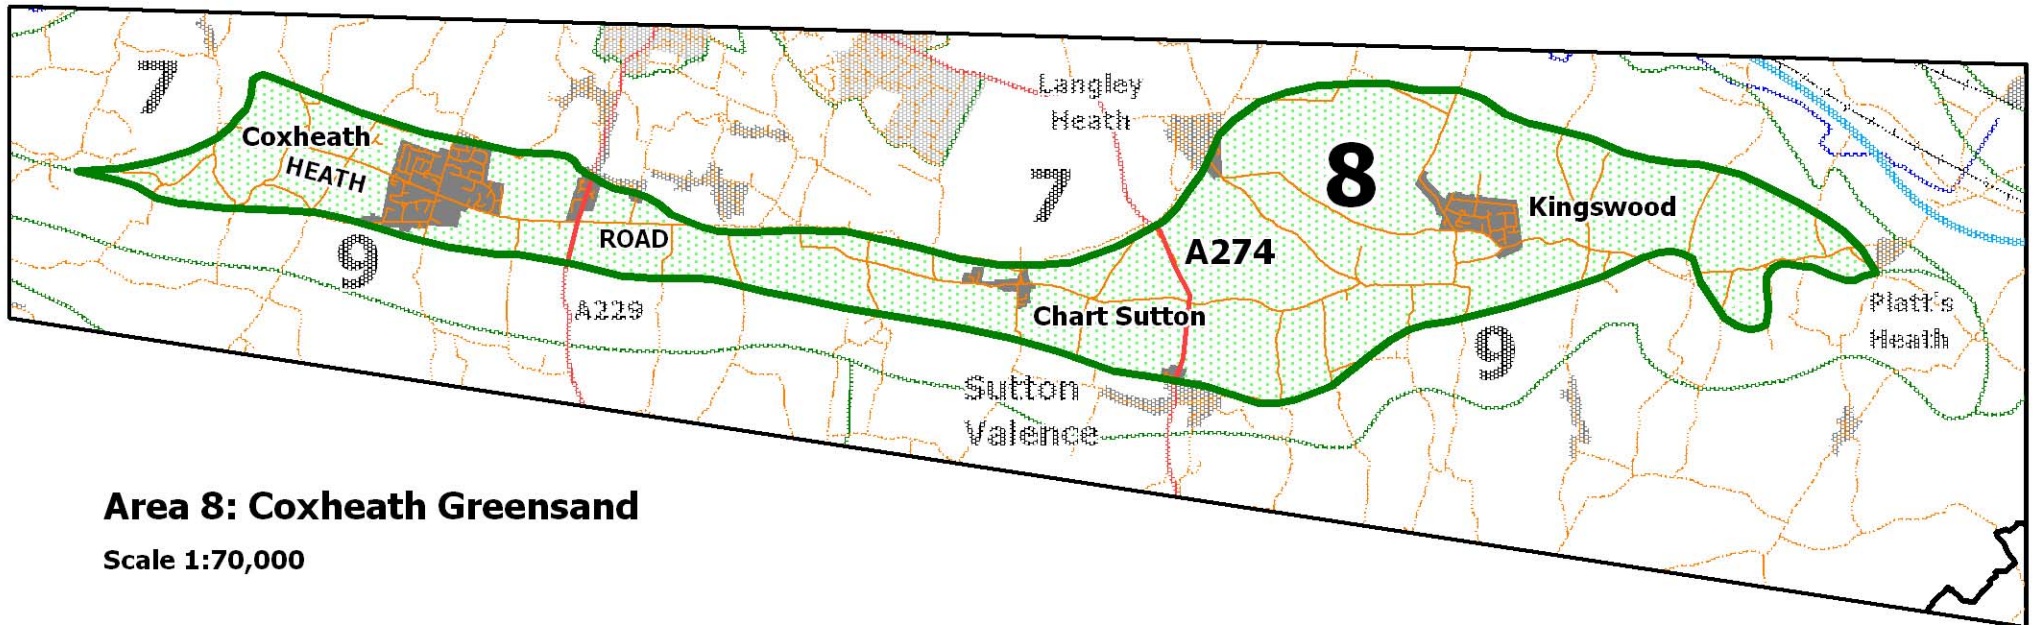 7
Langley
Heath
Coxheath
HEATH
8
7
Kingswood
ROAD
9
A274
A229
Chart Sutton
Platt's
Heath
9
Sutton
Valence
Area 8: Coxheath Greensand
Scale 1:70,000